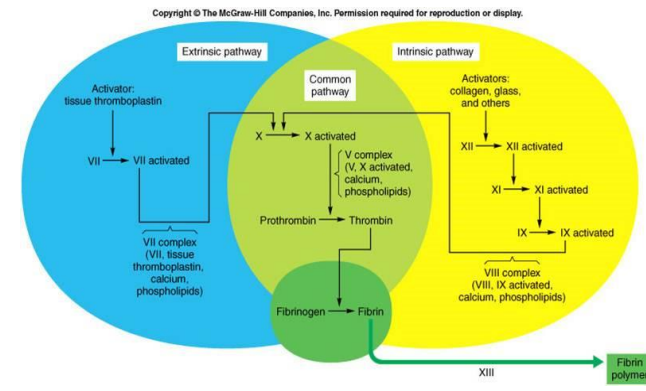 Copyright © The McGraw-Hill Companies, Inc. Permission required for reproduction or display.
Extrinsic pathway
Intrinsic pathway
Common
pathway
Activator:
tissue thromboplastin
VII
VII activated
VII complex
(VII, tissue
thromboplastin,
calcium,
phospholipids)
X
X activated
V complex
(V, X activated,
calcium,
phospholipids)
Prothrombin
Thrombin
Fibrinogen
Fibrin
Activators:
collagen, glass,
and others
XII
XII activated
XI
XI activated
IX
IX activated
VIII complex
(VIII, IX activated,
calcium, phospholipids)
XIII
Fibrin
polyme